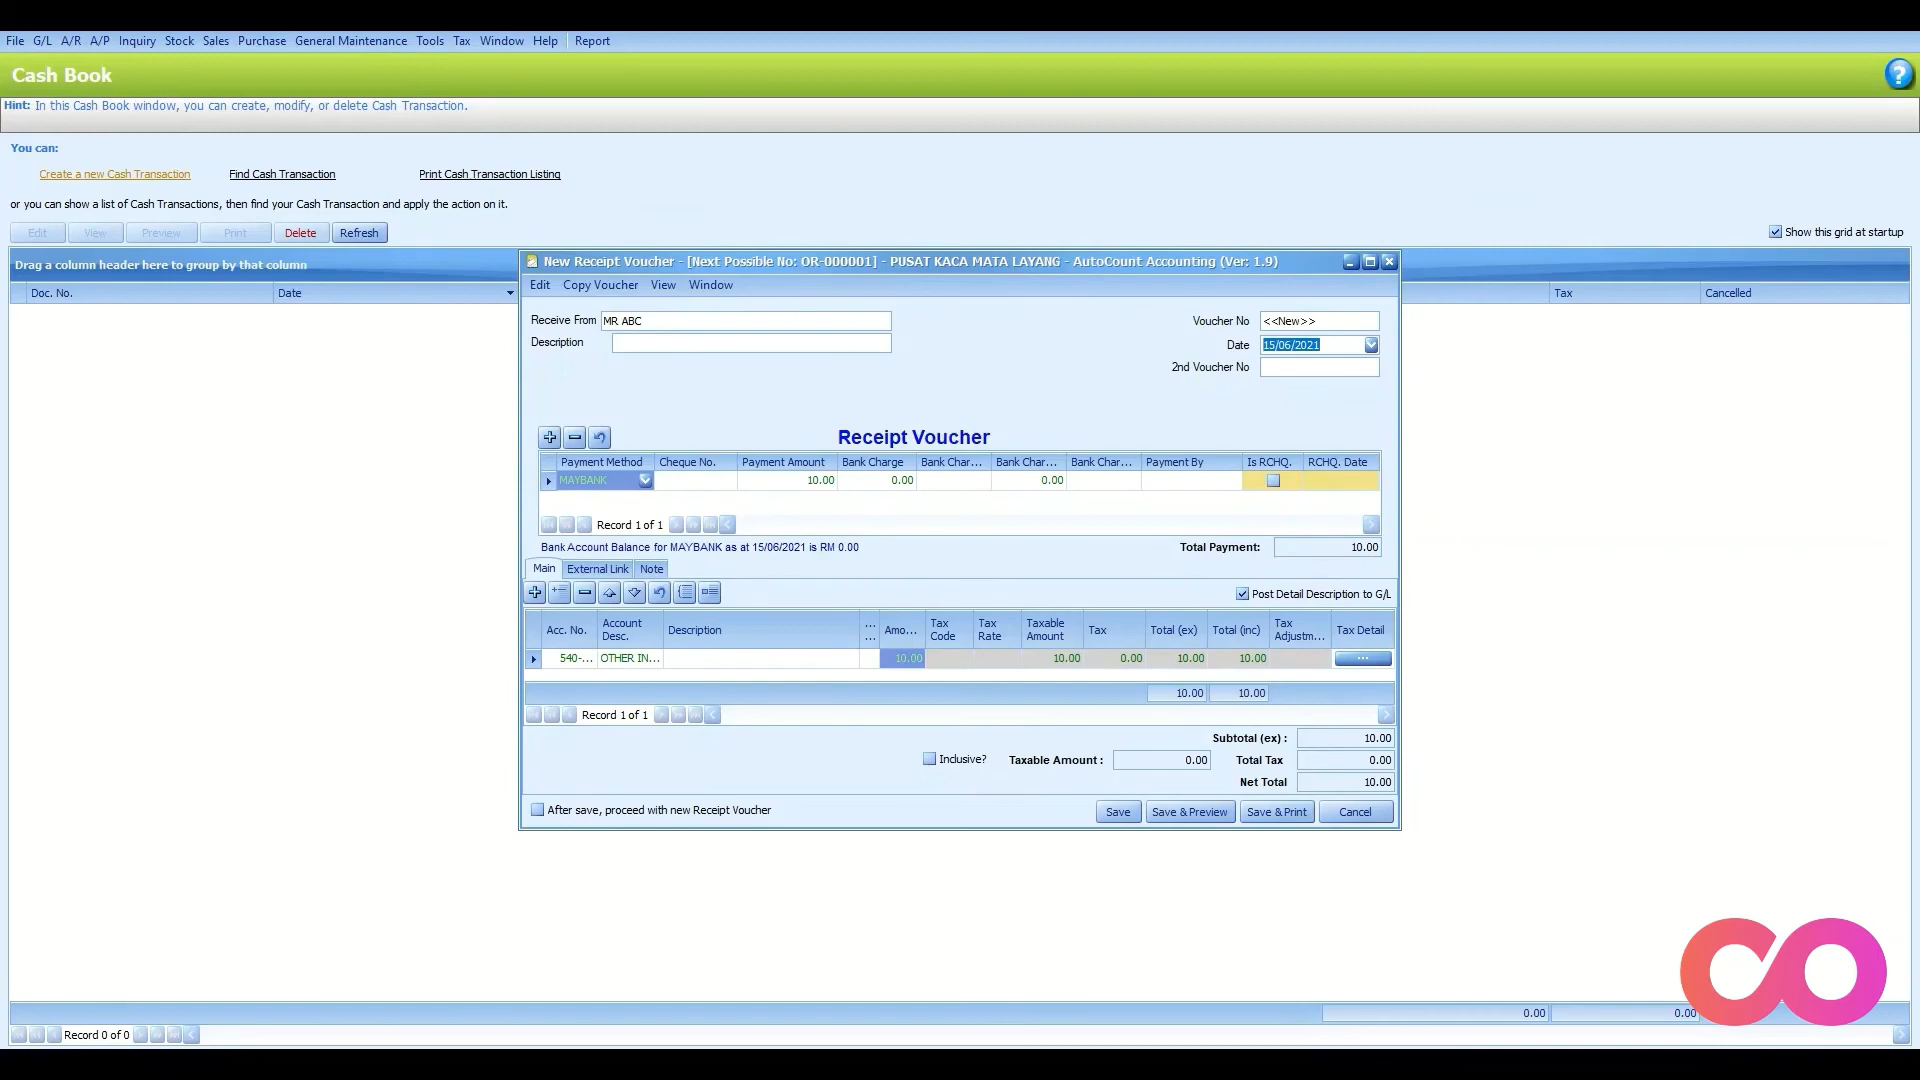 File G/L A/R A/P Inquiry Stock Sales Purchase General Maintenance Tools Tax Window Help Report
Cash Book
Hint: In this Cash Book window, you can create, modify, or delete Cash Transaction.
You can:
Create a new Cash Transaction Find Cash Transaction Print Cash Transaction Listing
or you can show a list of Cash Transactions, then find your Cash Transaction and apply the action on it.
Edit View Preview Print Delete Refresh Show this grid at startup
Drag a column header here to group by that column
Doc. No. Date Tax Cancelled
New Receipt Voucher - [Next Possible No: OR-000001] - PUSAT KACA MATA LAYANG - AutoCount Accounting (Ver: 1.9)
Edit Copy Voucher View Window
Receive From MR ABC Voucher No <<New>>
Description Date 15/06/2021
2nd Voucher No
Receipt Voucher
Payment Method Cheque No. Payment Amount Bank Charge Bank Char... Bank Char... Bank Char... Payment By Is RCHQ. RCHQ. Date
MAYBANK 10.00 0.00 0.00
Record 1 of 1
Bank Account Balance for MAYBANK as at 15/06/2021 is RM 0.00 Total Payment: 10.00
Main External Link Note
Post Detail Description to G/L
Acc. No. Account Desc. Description ... ... Amo... Tax Code Tax Rate Taxable Amount Tax Total (ex) Total (inc) Tax Adjustm... Tax Detail
540-... OTHER IN... 10.00 10.00 0.00 10.00 10.00 ...
10.00 10.00
Record 1 of 1
Subtotal (ex) : 10.00
Inclusive? Taxable Amount : 0.00 Total Tax 0.00
Net Total 10.00
After save, proceed with new Receipt Voucher Save Save & Preview Save & Print Cancel
0.00 0.00
Record 0 of 0